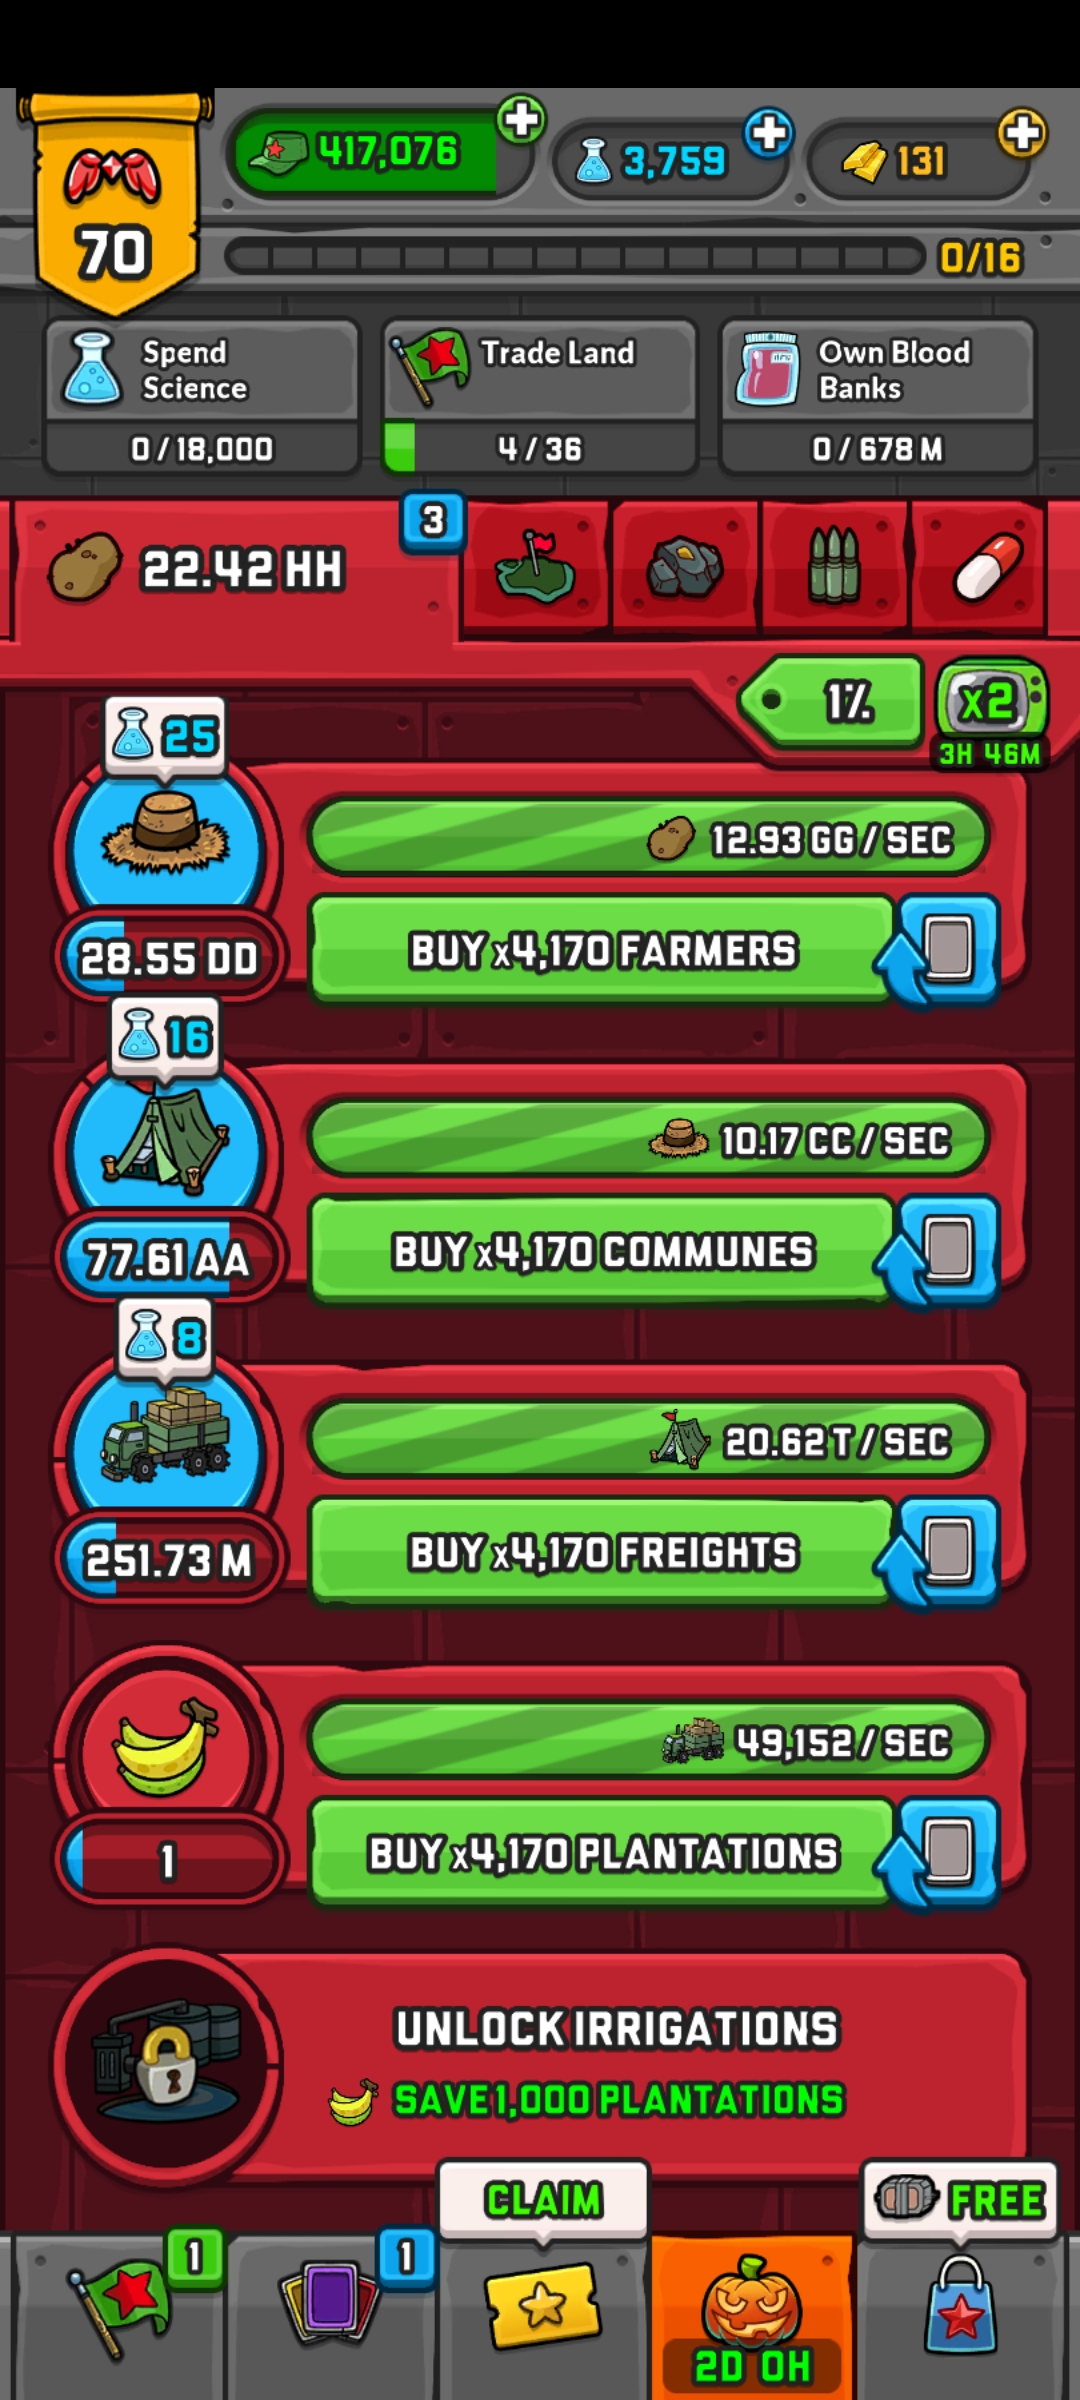 70
417,076
3,759
131
0/16
Spend
Science
0 / 18,000
Trade Land
4 / 36
Own Blood
Banks
0 / 678 M
22.42 HH
3
1%
x2
3H 46M
25
12.93 GG / SEC
28.55 DD
BUY x4,170 FARMERS
16
10.17 CC / SEC
77.61 AA
BUY x4,170 COMMUNES
8
20.62 T / SEC
251.73 M
BUY x4,170 FREIGHTS
49,152 / SEC
1
BUY x4,170 PLANTATIONS
UNLOCK IRRIGATIONS
SAVE 1,000 PLANTATIONS
CLAIM
FREE
1
1
2D 0H